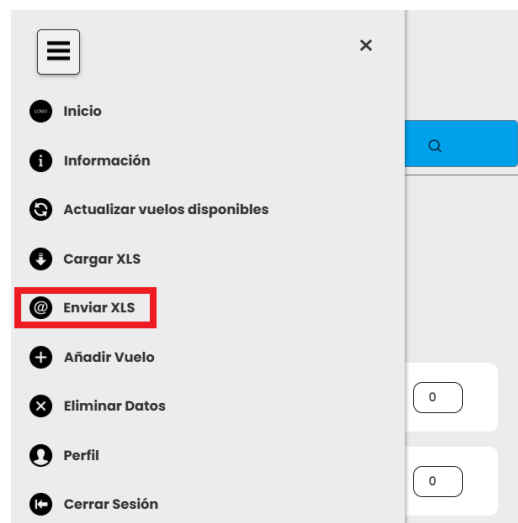 Inicio
Información
Actualizar vuelos disponibles
Cargar XLS
@ Enviar XLS
Añadir Vuelo
0
Eliminar Datos
Perfil
0
Cerrar Sesión